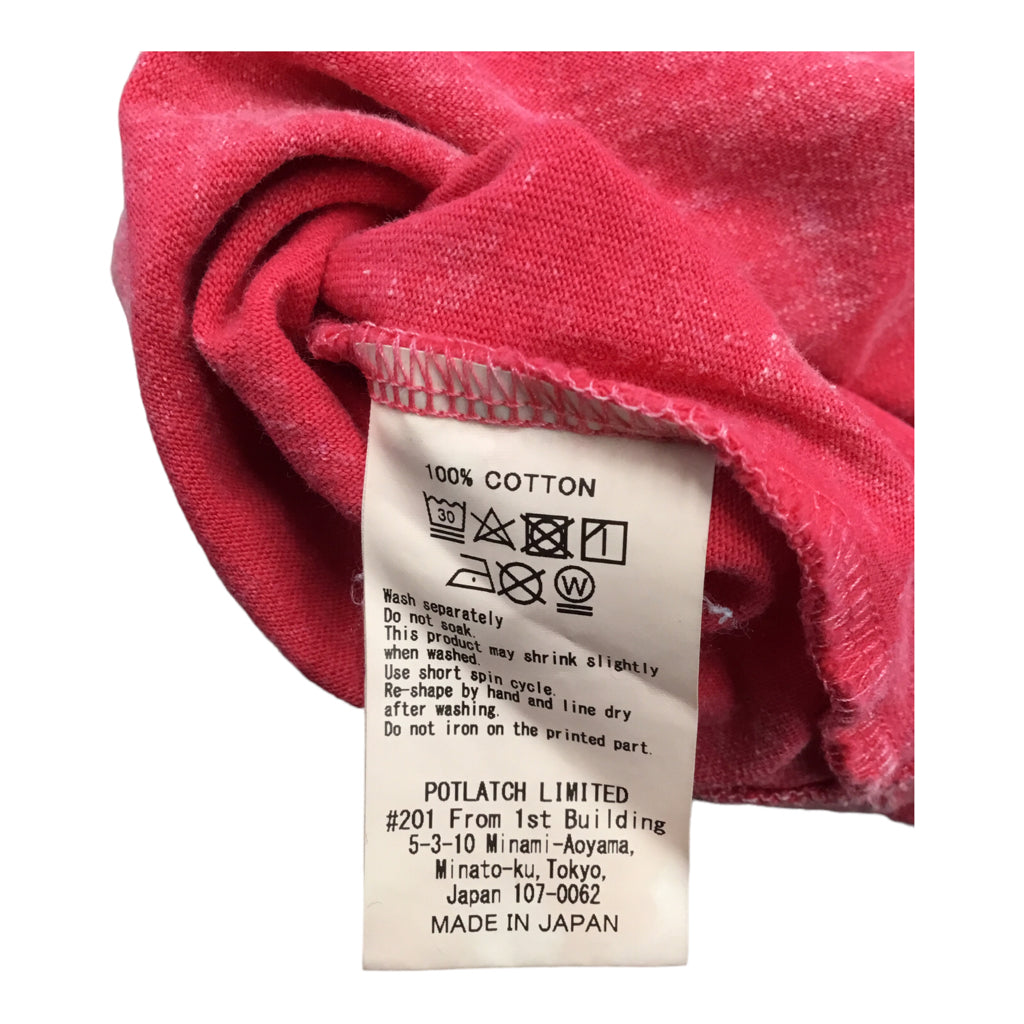 100% COTTON
30
W
Wash separately
Do not soak.
This product may shrink slightly
when washed.
Use short spin cycle.
Re-shape by hand and line dry
after washing.
Do not iron on the printed part.
POTLATCH LIMITED
#201 From 1st Building
5-3-10 Minami-Aoyama,
Minato-ku, Tokyo,
Japan 107-0062
MADE IN JAPAN